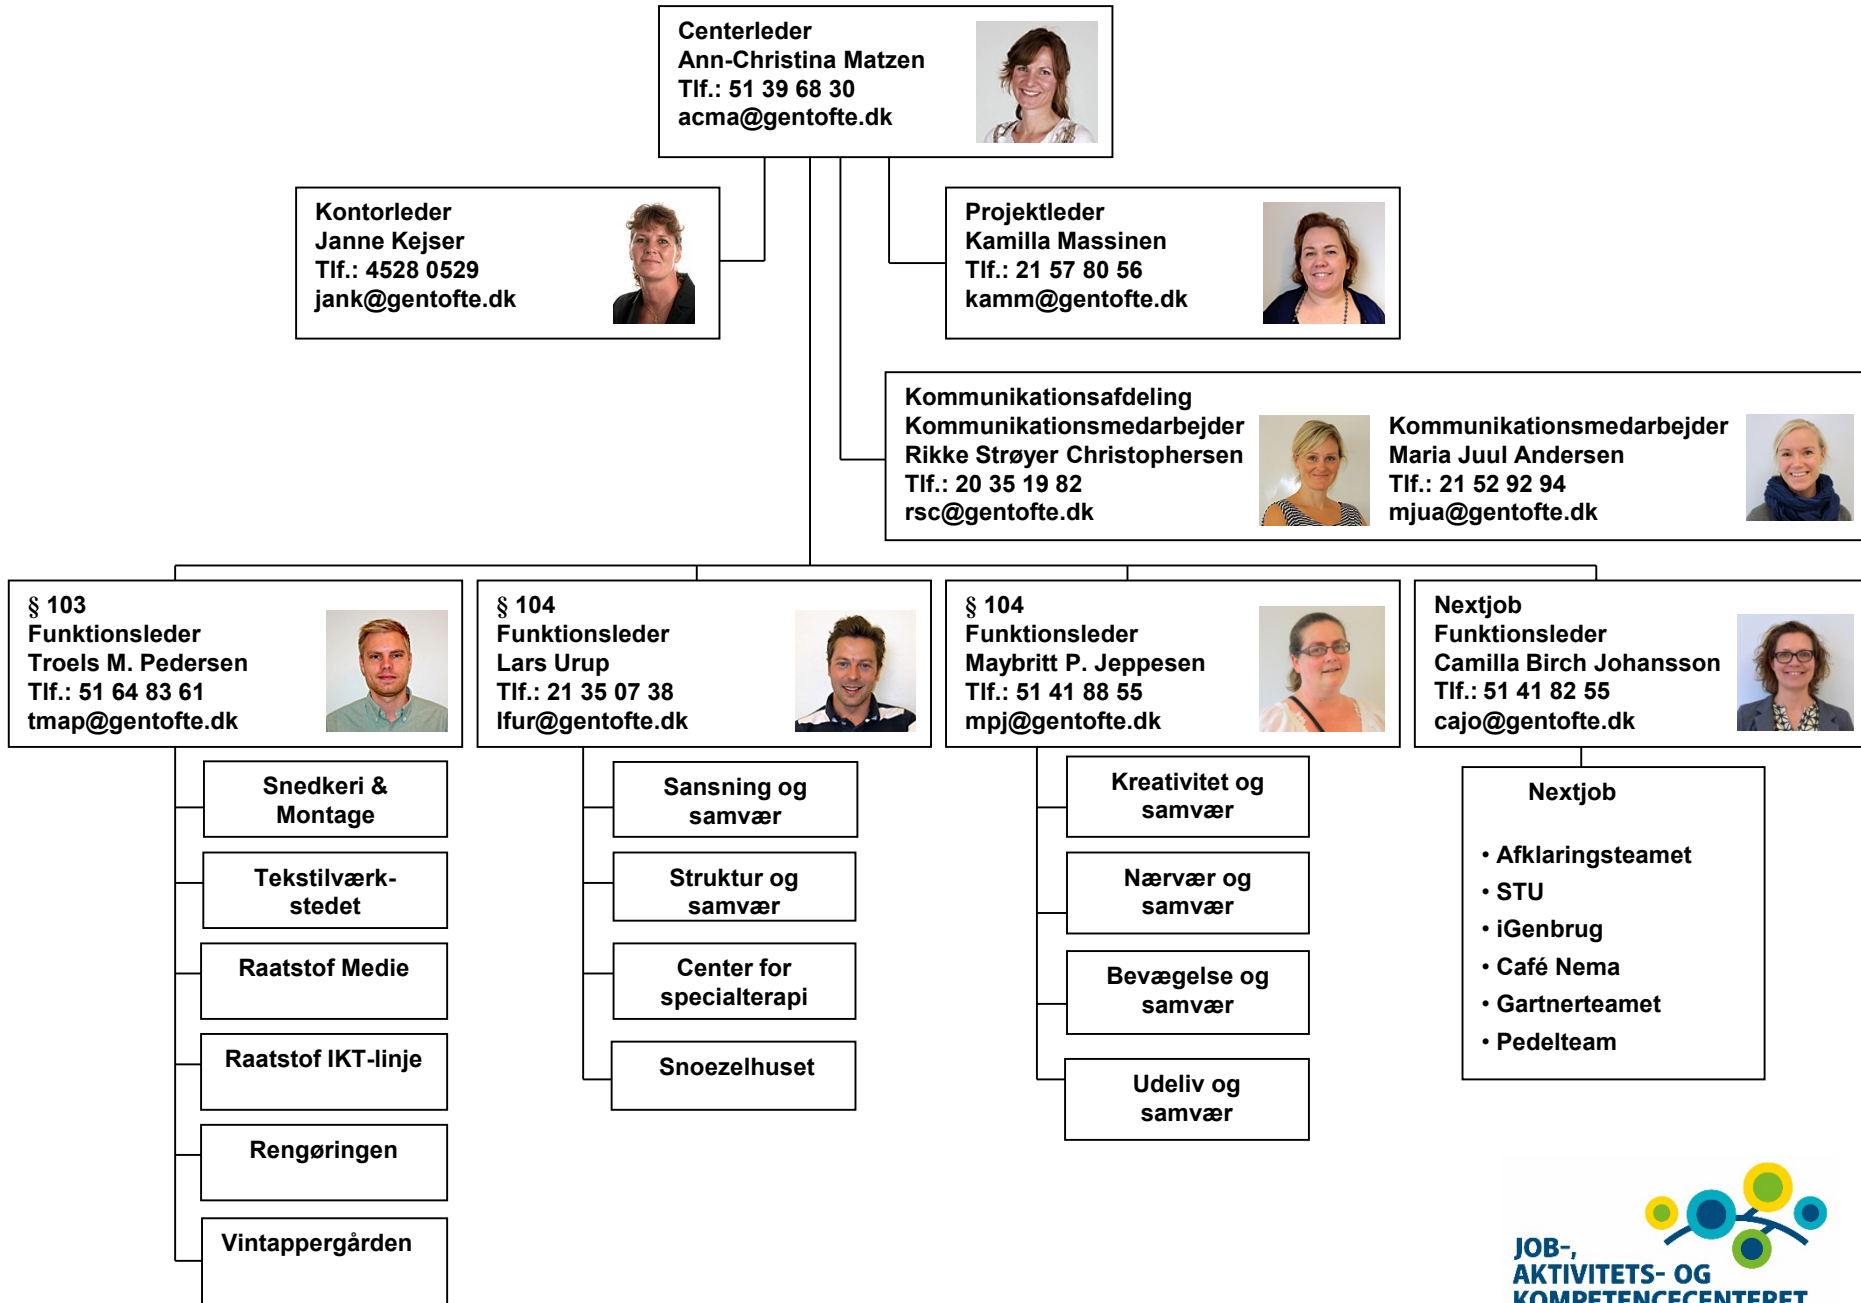 Centerleder
Ann-Christina Matzen
Tlf.: 51 39 68 30
acma@gentofte.dk
Kontorleder
Janne Kejser
Tlf.: 4528 0529
jank@gentofte.dk
Projektleder
Kamilla Massinen
Tlf.: 21 57 80 56
kamm@gentofte.dk
Kommunikationsafdeling
Kommunikationsmedarbejder
Rikke Strøyer Christophersen
Tlf.: 20 35 19 82
rsc@gentofte.dk
Kommunikationsmedarbejder
Maria Juul Andersen
Tlf.: 21 52 92 94
mjua@gentofte.dk
§ 103
Funktionsleder
Troels M. Pedersen
Tlf.: 51 64 83 61
tmap@gentofte.dk
§ 104
Funktionsleder
Lars Urup
Tlf.: 21 35 07 38
lfur@gentofte.dk
§ 104
Funktionsleder
Maybritt P. Jeppesen
Tlf.: 51 41 88 55
mpj@gentofte.dk
Nextjob
Funktionsleder
Camilla Birch Johansson
Tlf.: 51 41 82 55
cajo@gentofte.dk
Snedkeri &
Montage
Tekstilværk-
stedet
Raatstof Medie
Raatstof IKT-linje
Rengøringen
Vintappergården
Sansning og
samvær
Struktur og
samvær
Center for
specialterapi
Snoezelhuset
Kreativitet og
samvær
Nærvær og
samvær
Bevægelse og
samvær
Udeliv og
samvær
Nextjob
• Afklaringsteamet
• STU
• iGenbrug
• Café Nema
• Gartnerteamet
• Pedelteam
JOB-,
AKTIVITETS- OG
KOMPETENCECENTERET